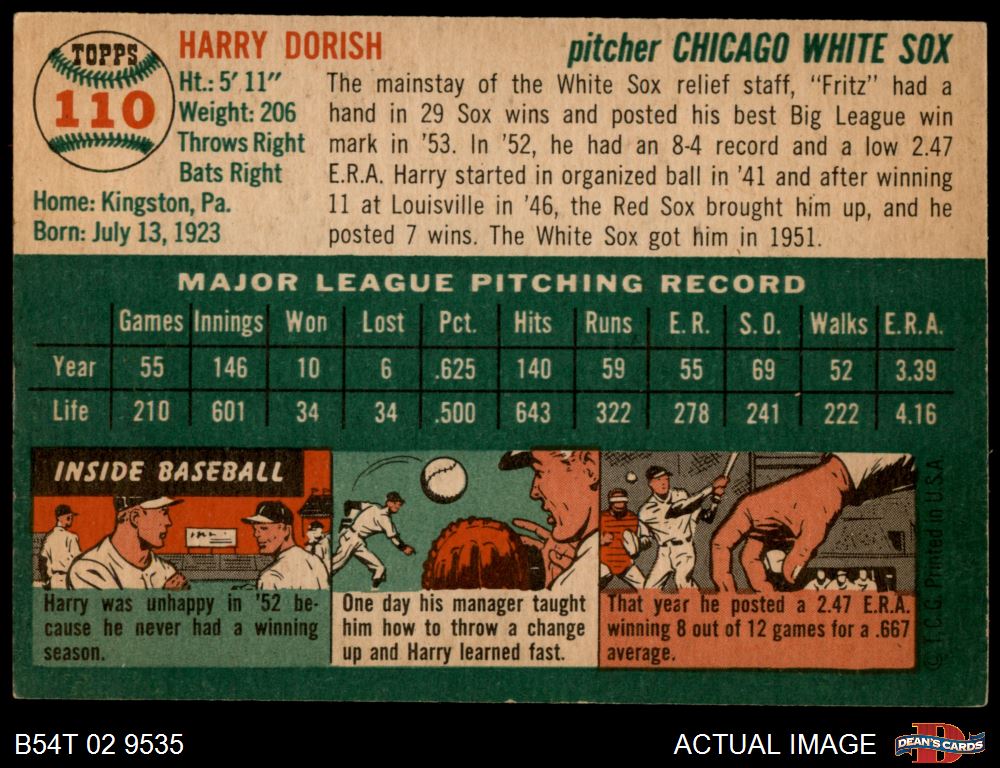 TOPPS
110
HARRY DORISH
pitcher CHICAGO WHITE SOX
Ht.: 5' 11"
Weight: 206
Throws Right
Bats Right
Home: Kingston, Pa.
Born: July 13, 1923
The mainstay of the White Sox relief staff, "Fritz" had a
hand in 29 Sox wins and posted his best Big League win
mark in '53. In '52, he had an 8-4 record and a low 2.47
E.R.A. Harry started in organized ball in '41 and after winning
11 at Louisville in '46, the Red Sox brought him up, and he
posted 7 wins. The White Sox got him in 1951.
MAJOR LEAGUE PITCHING RECORD
Games Innings Won Lost Pct. Hits Runs E.R. S.O. Walks E.R.A.
Year 55 146 10 6 .625 140 59 55 69 52 3.39
Life 210 601 34 34 .500 643 322 278 241 222 4.16
INSIDE BASEBALL
Harry was unhappy in '52 be-
cause he never had a winning
season.
One day his manager taught
him how to throw a change
up and Harry learned fast.
That year he posted a 2.47 E.R.A.
winning 8 out of 12 games for a .667
average.
© T.C.G. Printed in U.S.A.
B54T 02 9535
ACTUAL IMAGE
D
DEAN'S CARDS